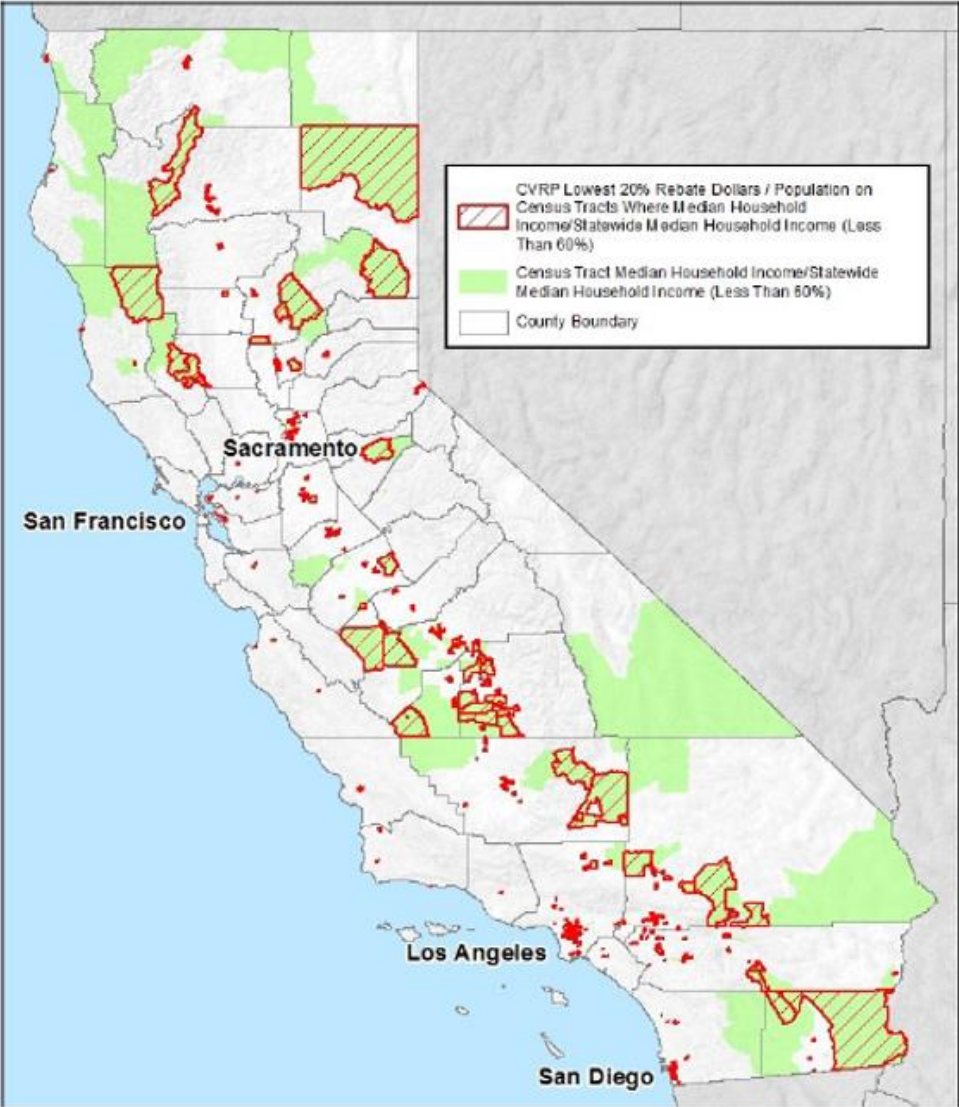 CVRP Lowest 20% Rebate Dollars / Population on
Census Tracts Where Median Household
Income/Statewide Median Household Income (Less
Than 60%)
Census Tract Median Household Income/Statewide
Median Household Income (Less Than 60%)
County Boundary
Sacramento
San Francisco
Los Angeles
San Diego